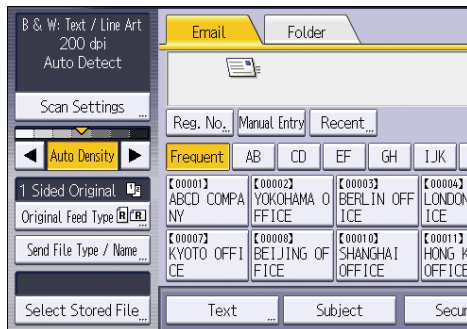 B & W: Text / Line Art
200 dpi
Auto Detect
Scan Settings
Auto Density
1 Sided Original
Original Feed Type
Send File Type / Name
Select Stored File
Email Folder
Reg. No. Manual Entry Recent
Frequent AB CD EF GH IJK
【00001】 【00002】 【00003】 【00004】
ABCD COMPA YOKOHAMA O BERLIN OFF LONDON
NY FFICE ICE ICE
【00007】 【00008】 【00010】 【00011】
KYOTO OFFI BEIJING OF SHANGHAI HONG K
CE FICE OFFICE OFFICE
Text Subject Secur